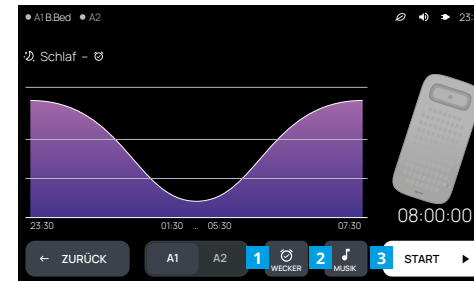 A1 B.Bed A2
23:
Schlaf –
23:30 01:30 ... 05:30 07:30
08:00:00
← ZURÜCK A1 A2 1 WECKER 2 MUSIK 3 START